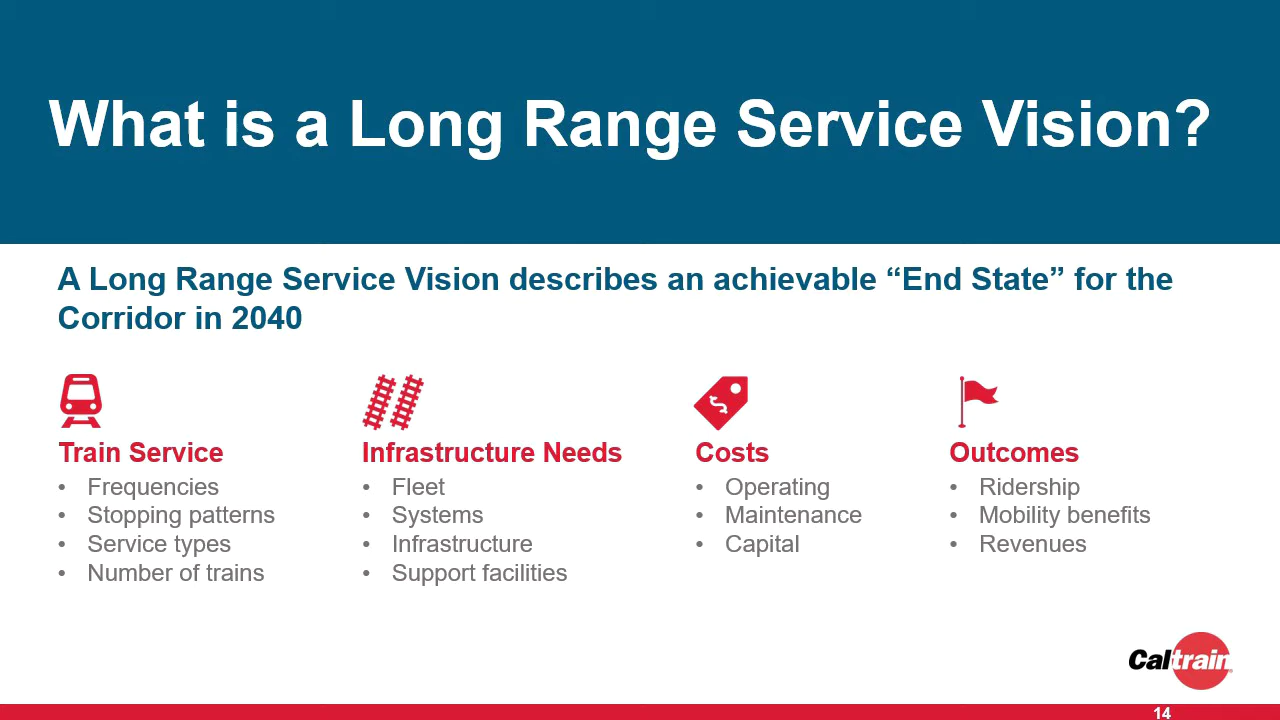 What is a Long Range Service Vision?
A Long Range Service Vision describes an achievable “End State” for the
Corridor in 2040
Train Service
• Frequencies
• Stopping patterns
• Service types
• Number of trains
Infrastructure Needs
• Fleet
• Systems
• Infrastructure
• Support facilities
Costs
• Operating
• Maintenance
• Capital
Outcomes
• Ridership
• Mobility benefits
• Revenues
Caltrain
14